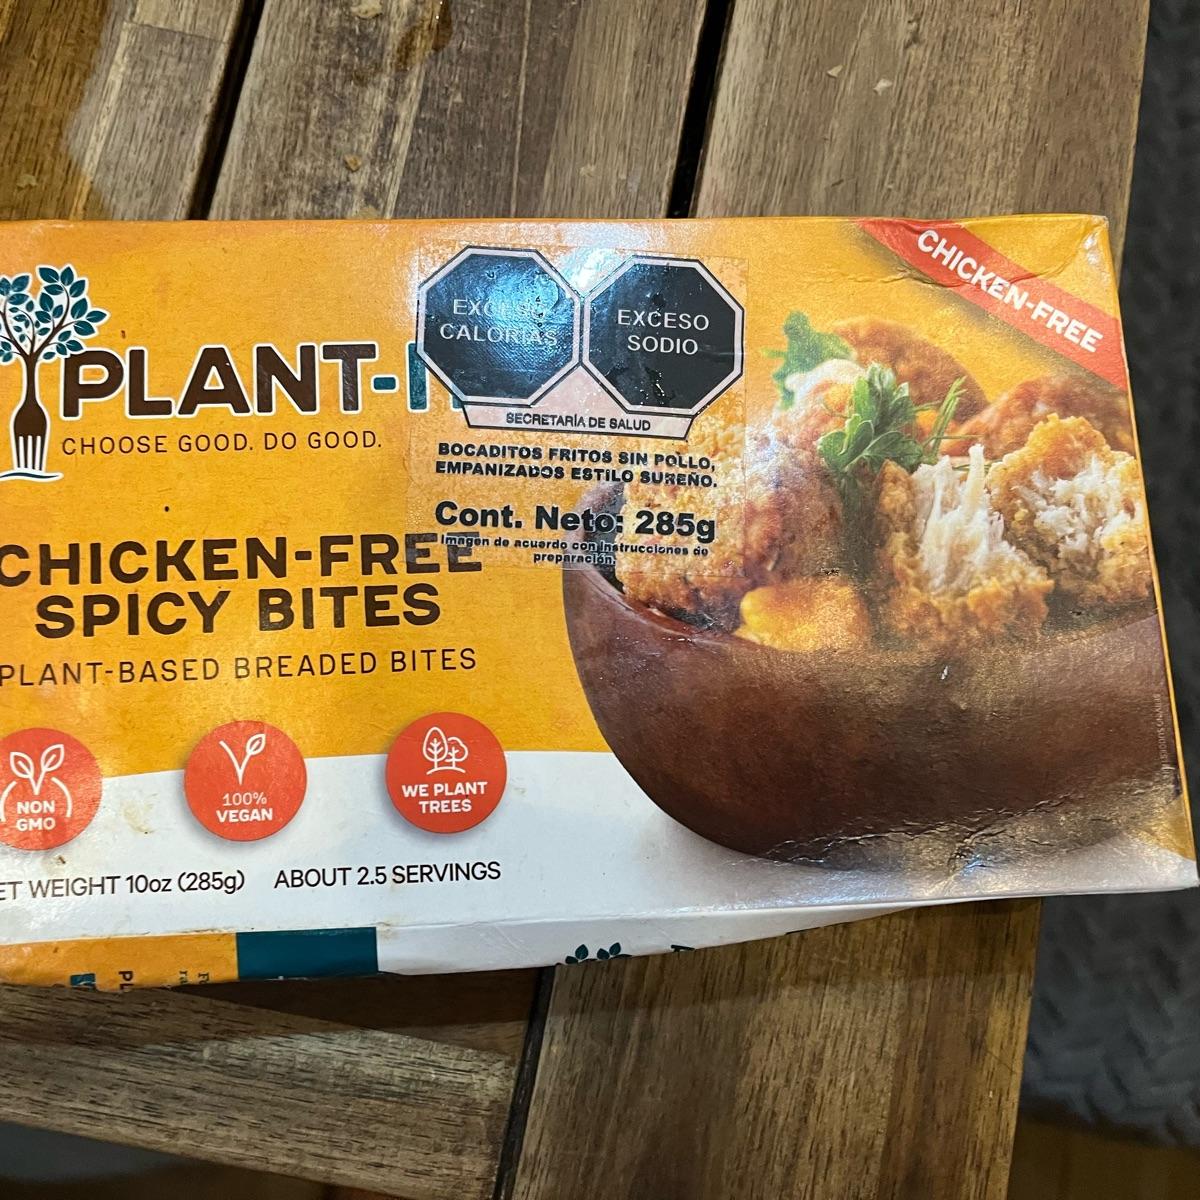 CHICKEN-FREE
EXCESO
CALORÍAS
EXCESO
SODIO
SECRETARÍA DE SALUD
PLANT-
CHOOSE GOOD. DO GOOD.
BOCADITOS FRITOS SIN POLLO,
EMPANIZADOS ESTILO SUREÑO.
Cont. Neto: 285g
Imagen de acuerdo con instrucciones de
preparación.
CHICKEN-FREE
SPICY BITES
PLANT-BASED BREADED BITES
NON
GMO
100%
VEGAN
WE PLANT
TREES
WEIGHT 10oz (285g) ABOUT 2.5 SERVINGS